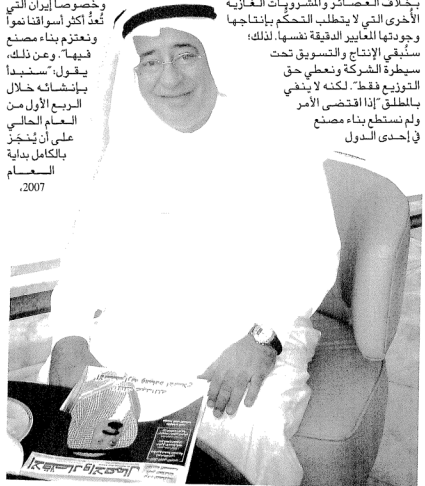 بخلاف العصائر والمشروبات الغازية
الأخرى التي لا يتطلب التحكُّم بإنتاجها
وجودتها المعايير الدقيقة نفسها. لذلك؛
سنُبقي الإنتاج والتسويق تحت
سيطرة الشركة ونعطي حق
التوزيع فقط". لكنه لا ينفي
بالمطلق "إذا اقتضى الأمر
ولم نستطع بناء مصنع
في إحدى الدول
وخصوصاً إيران التي
تُعدُّ أكثر أسواقنا نمواً
ونعتزم بناء مصنع
فيها". وعن ذلك،
يقول: "سنبدأ
بإنشائه خلال
الربع الأول من
العام الحالي
على أن يُنجَز
بالكامل بداية
العام
2007،
الاقتصاد والأعمال